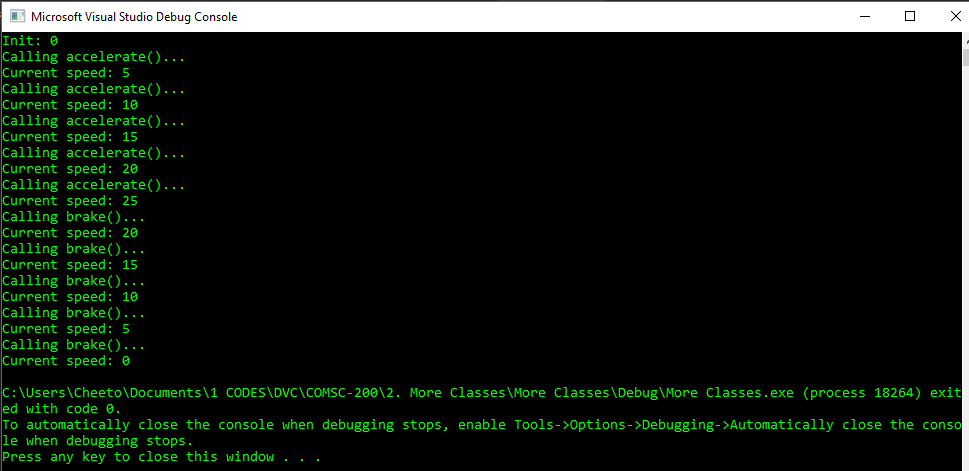 Microsoft Visual Studio Debug Console
Init: 0
Calling accelerate()...
Current speed: 5
Calling accelerate()...
Current speed: 10
Calling accelerate()...
Current speed: 15
Calling accelerate()...
Current speed: 20
Calling accelerate()...
Current speed: 25
Calling brake()...
Current speed: 20
Calling brake()...
Current speed: 15
Calling brake()...
Current speed: 10
Calling brake()...
Current speed: 5
Calling brake()...
Current speed: 0
C:\Users\Cheeto\Documents\1 CODES\DVC\COMSC-200\2. More Classes\More Classes\Debug\More Classes.exe (process 18264) exit
ed with code 0.
To automatically close the console when debugging stops, enable Tools->Options->Debugging->Automatically close the conso
le when debugging stops.
Press any key to close this window . . .